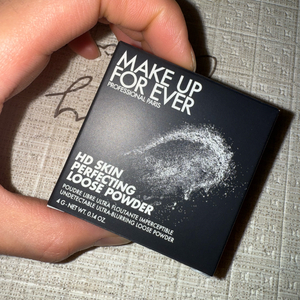 MAKE UP
FOR EVER
PROFESSIONAL PARIS
HD SKIN
PERFECTING
LOOSE POWDER
POUDRE LIBRE ULTRA FLOUTANTE IMPERCEPTIBLE
UNDETECTABLE ULTRA-BLURRING LOOSE POWDER
4 G - NET WT. 0.14 OZ.